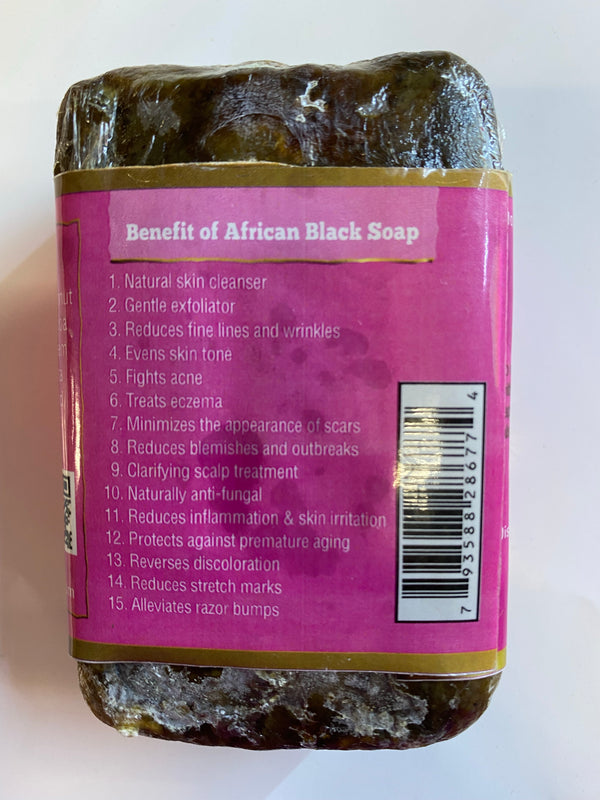 Benefit of African Black Soap
1. Natural skin cleanser
2. Gentle exfoliator
3. Reduces fine lines and wrinkles
4. Evens skin tone
5. Fights acne
6. Treats eczema
7. Minimizes the appearance of scars
8. Reduces blemishes and outbreaks
9. Clarifying scalp treatment
10. Naturally anti-fungal
11. Reduces inflammation & skin irritation
12. Protects against premature aging
13. Reverses discoloration
14. Reduces stretch marks
15. Alleviates razor bumps
7 93588 28677 4